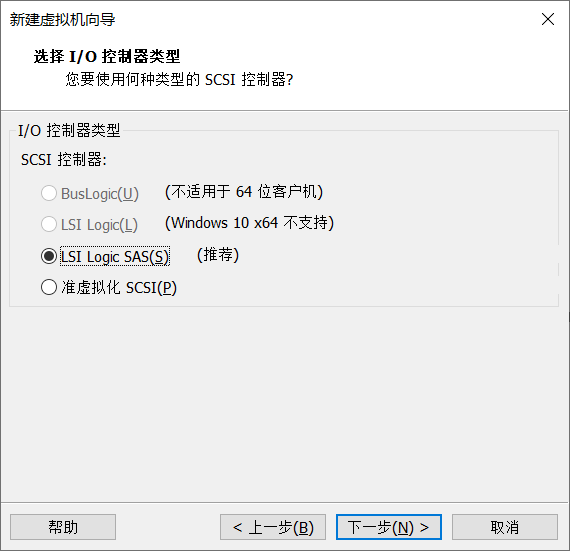 新建虚拟机向导
选择 I/O 控制器类型
您要使用何种类型的 SCSI 控制器?
I/O 控制器类型
SCSI 控制器:
BusLogic(U) (不适用于 64 位客户机)
LSI Logic(L) (Windows 10 x64 不支持)
LSI Logic SAS(S) (推荐)
准虚拟化 SCSI(P)
帮助 < 上一步(B) 下一步(N) > 取消